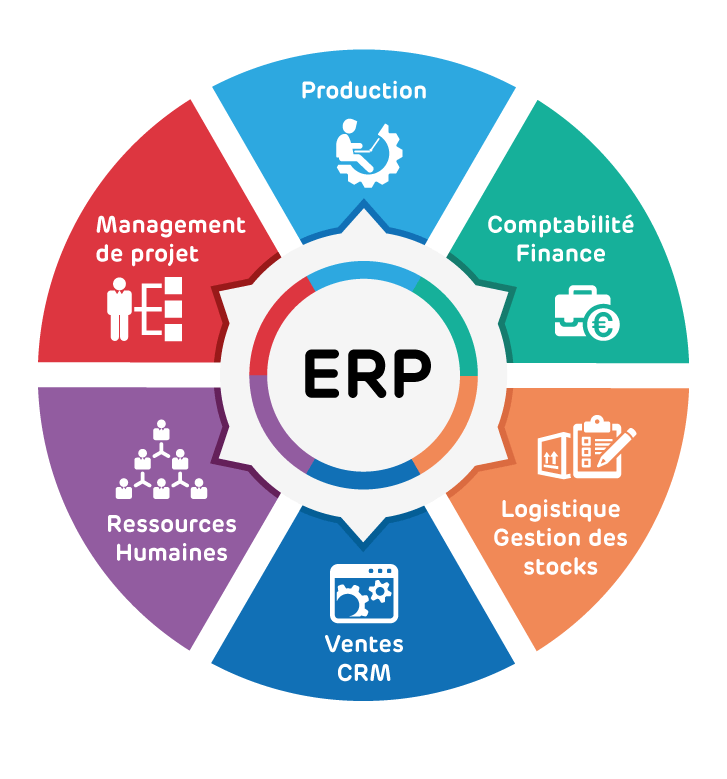 Production
Management
de projet
Comptabilité
Finance
ERP
Ressources
Humaines
Logistique
Gestion des
stocks
Ventes
CRM